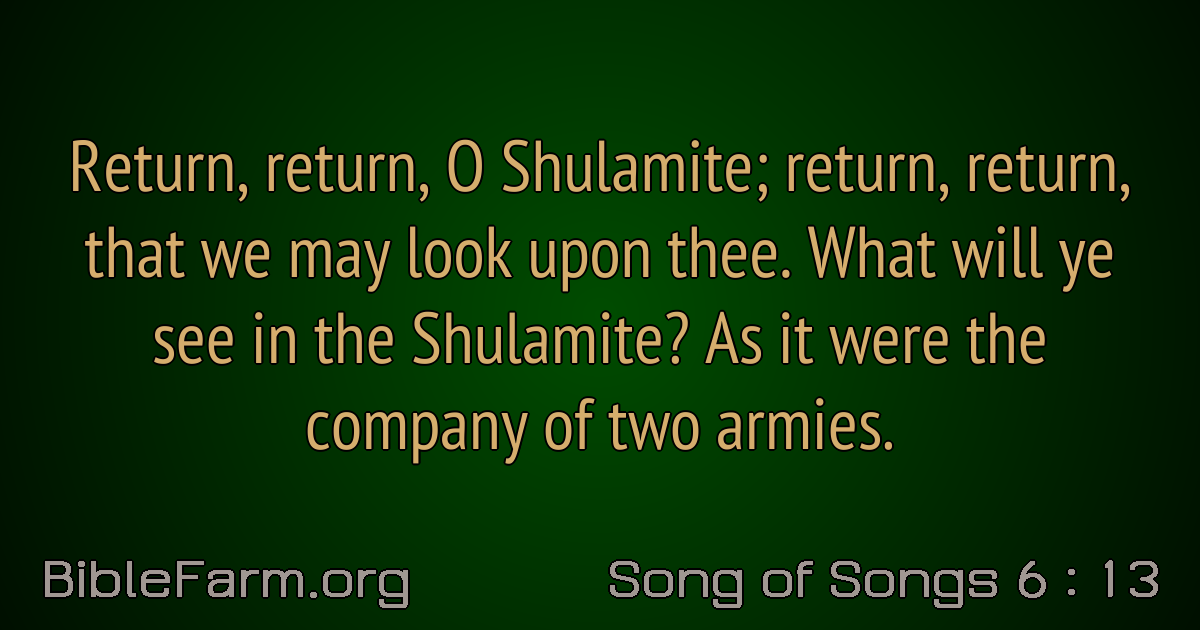 Return, return, O Shulamite; return, return,
that we may look upon thee. What will ye
see in the Shulamite? As it were the
company of two armies.
BibleFarm.org
Song of Songs 6 : 13